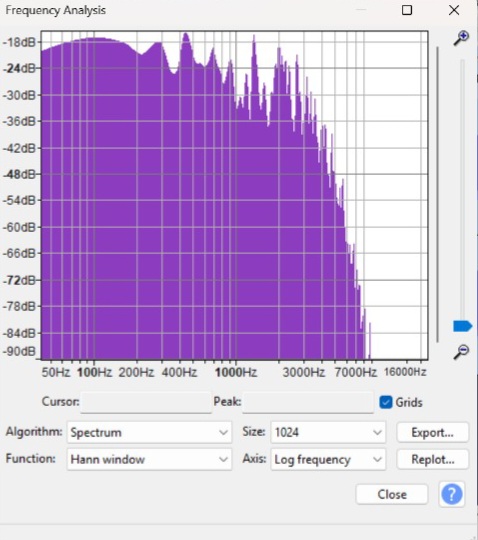 Frequency Analysis
-18dB
-24dB
-30dB
-36dB
-42dB
-48dB
-54dB
-60dB
-66dB
-72dB
-78dB
-84dB
-90dB
50Hz 100Hz 200Hz 400Hz 1000Hz 3000Hz 7000Hz 16000Hz
Cursor: Peak: Grids
Algorithm: Spectrum Size: 1024 Export...
Function: Hann window Axis: Log frequency Replot...
Close ?